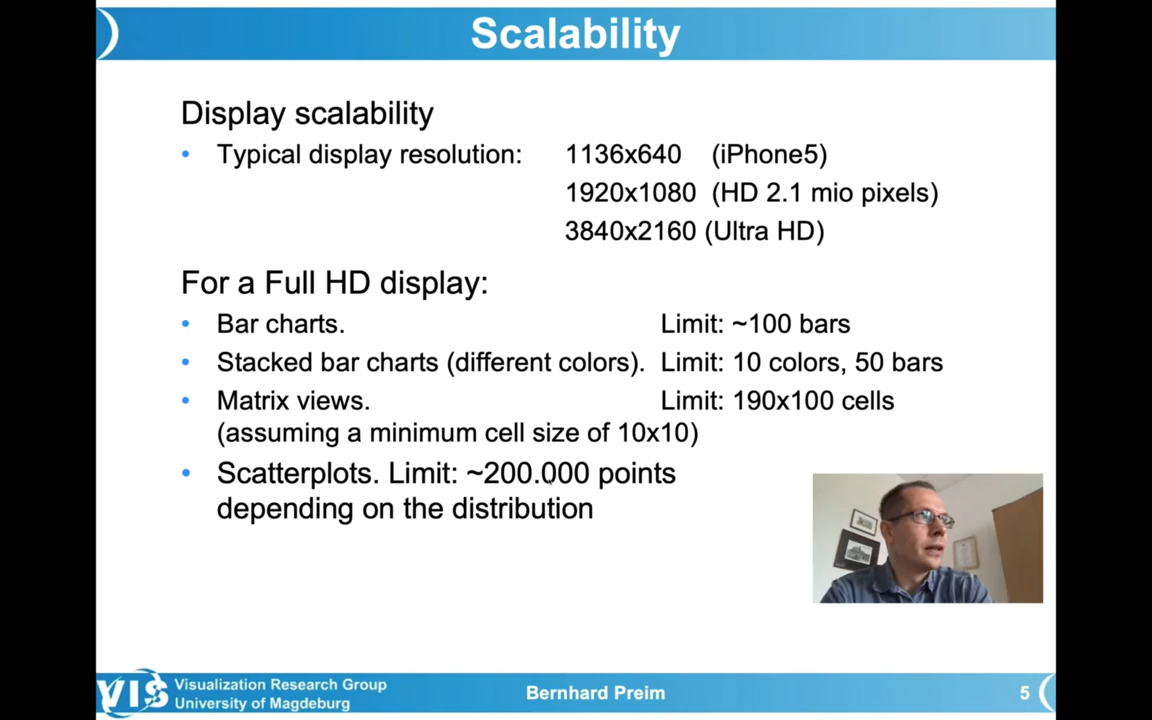 Scalability
Display scalability
• Typical display resolution: 1136x640 (iPhone5)
1920x1080 (HD 2.1 mio pixels)
3840x2160 (Ultra HD)
For a Full HD display:
• Bar charts. Limit: ~100 bars
• Stacked bar charts (different colors). Limit: 10 colors, 50 bars
• Matrix views. Limit: 190x100 cells
(assuming a minimum cell size of 10x10)
• Scatterplots. Limit: ~200.000 points
depending on the distribution
VIS Visualization Research Group
University of Magdeburg
Bernhard Preim
5